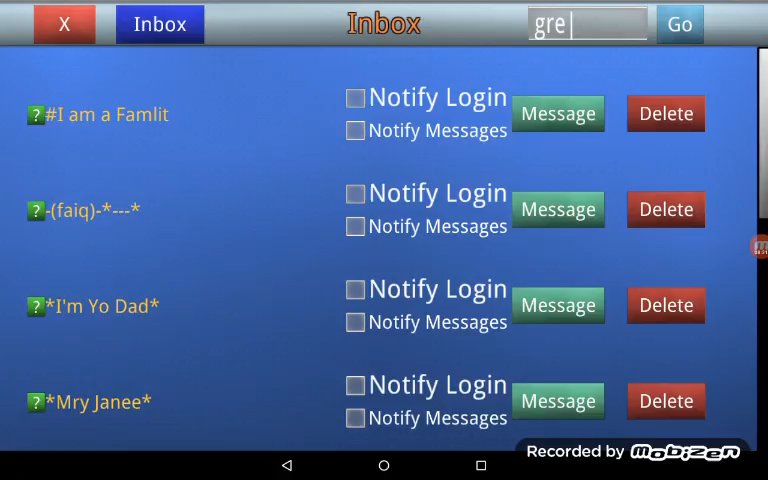 X
Inbox
Inbox
gre
Go
? #I am a Famlit
Notify Login
Notify Messages
Message
Delete
? -(faiq)-*---*
Notify Login
Notify Messages
Message
Delete
? *I'm Yo Dad*
Notify Login
Notify Messages
Message
Delete
? *Mry Janee*
Notify Login
Notify Messages
Message
Delete
Recorded by Mobizen